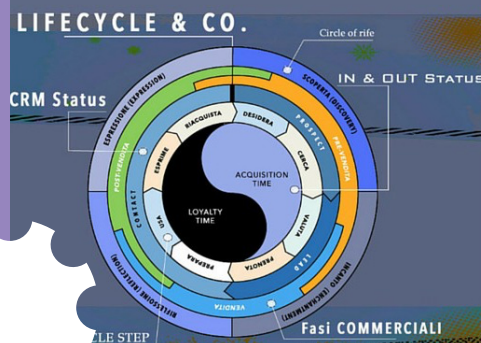 LIFECYCLE & CO.
Circle of rife
IN & OUT Status
CRM Status
ESPRESSIONE (EXPRESSION)
SCOPERTA (DISCOVERY)
RIACQUISTA
DESIDERA
PROSPECT
PRE-VENDITA
POST-VENDITA
ESPRIME
CERCA
ACQUISITION
TIME
CONTACT
LOYALTY
TIME
USA
VALUTA
PREPARA
PRENOTA
LEAD
VENDITA
RIFLESSIONE (REFLECTION)
INCANTO (ENCHANTMENT)
Fasi COMMERCIALI
CLE STEP